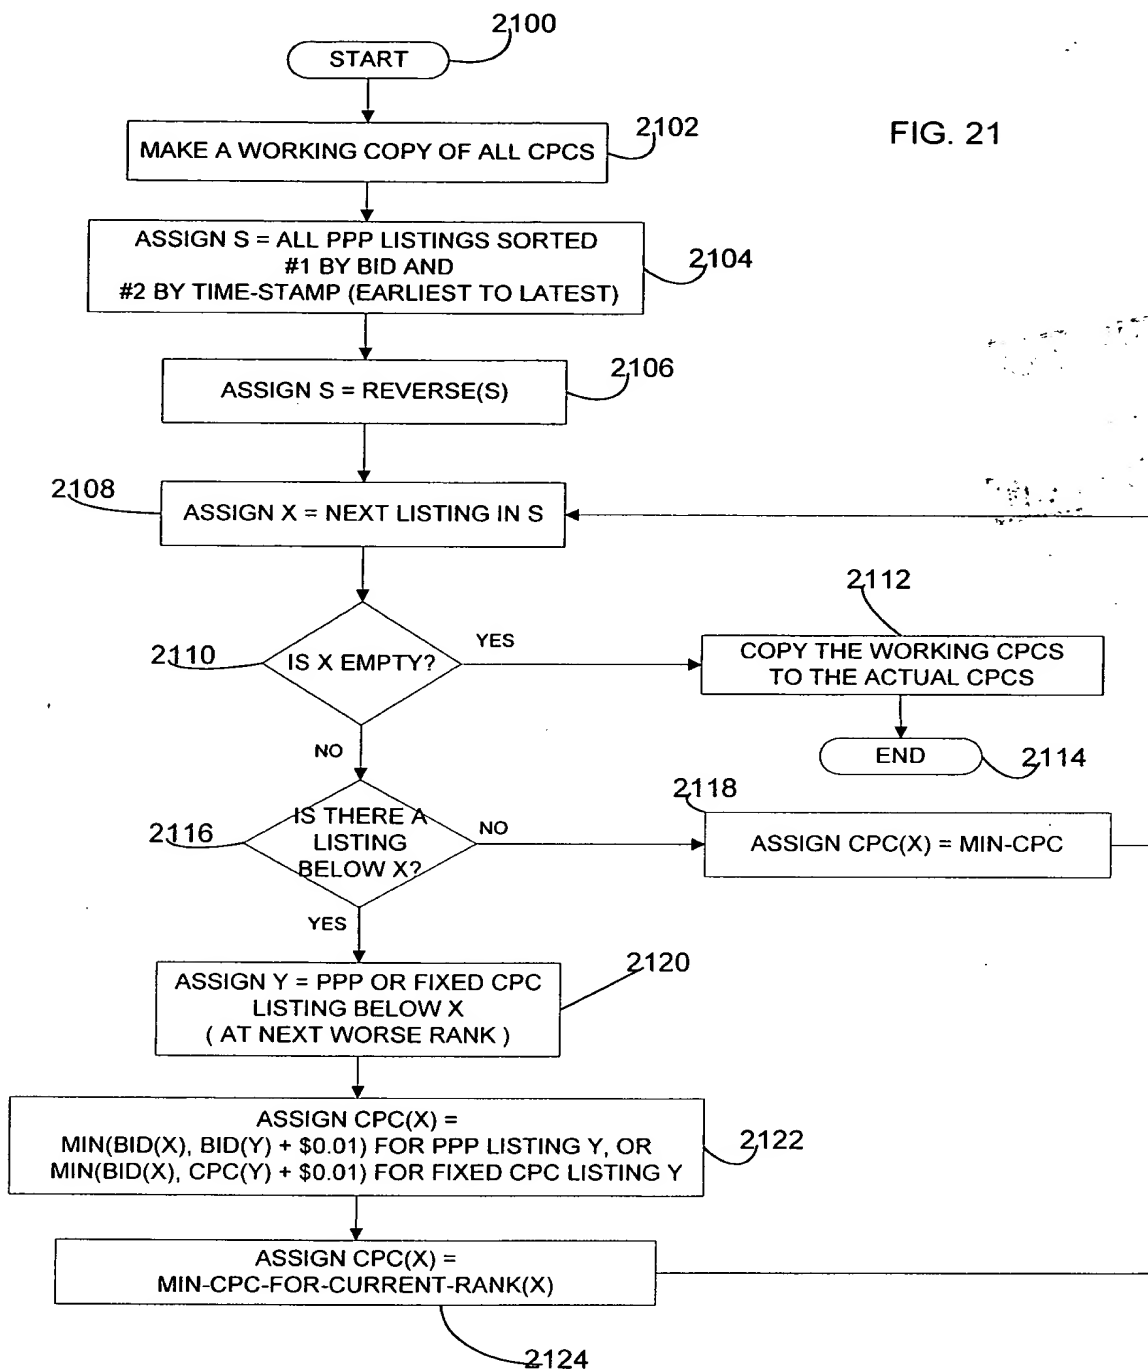 2100
START
FIG. 21
2102
MAKE A WORKING COPY OF ALL CPCS
ASSIGN S = ALL PPP LISTINGS SORTED
#1 BY BID AND
#2 BY TIME-STAMP (EARLIEST TO LATEST)
2104
ASSIGN S = REVERSE(S)
2106
2108
ASSIGN X = NEXT LISTING IN S
2110
IS X EMPTY?
YES
2112
COPY THE WORKING CPCS
TO THE ACTUAL CPCS
NO
END
2114
2116
IS THERE A
LISTING
BELOW X?
NO
2118
ASSIGN CPC(X) = MIN-CPC
YES
ASSIGN Y = PPP OR FIXED CPC
LISTING BELOW X
( AT NEXT WORSE RANK )
2120
ASSIGN CPC(X) =
MIN(BID(X), BID(Y) + $0.01) FOR PPP LISTING Y, OR
MIN(BID(X), CPC(Y) + $0.01) FOR FIXED CPC LISTING Y
2122
ASSIGN CPC(X) =
MIN-CPC-FOR-CURRENT-RANK(X)
2124